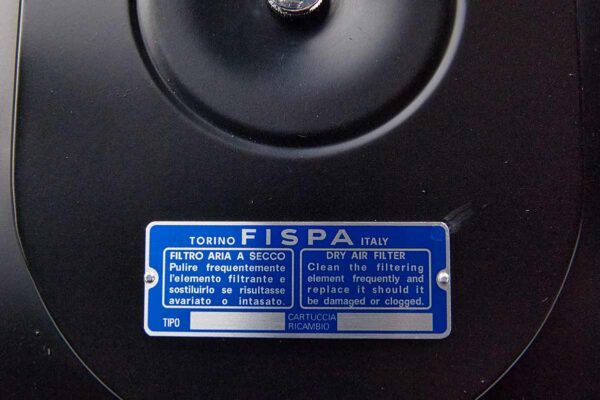 TORINO FISPA ITALY
FILTRO ARIA A SECCO
Pulire frequentemente
l'elemento filtrante e
sostituirlo se risultasse
avariato o intasato.
DRY AIR FILTER
Clean the filtering
element frequently and
replace it should it
be damaged or clogged.
TIPO
CARTUCCIA
RICAMBIO